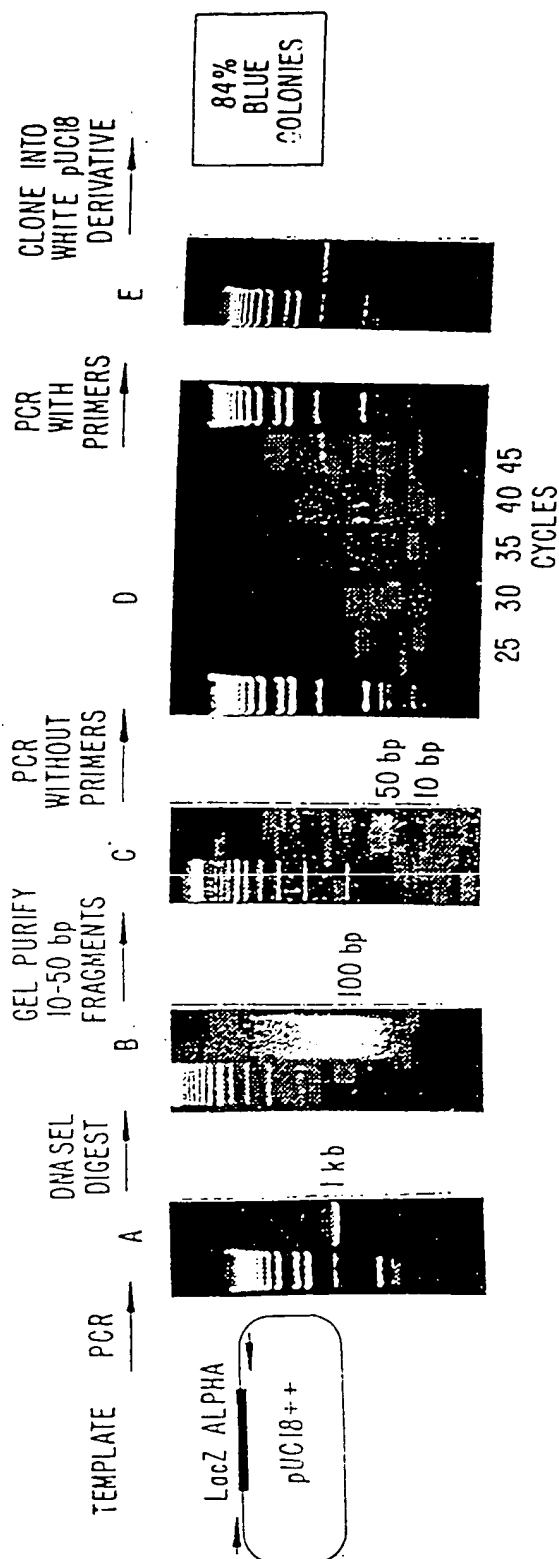 TEMPLATE
PCR
LacZ ALPHA
pUC18++
A
DNASEL
DIGEST
1 kb
B
GEL PURIFY
10-50 bp
FRAGMENTS
100 bp
C
PCR
WITHOUT
PRIMERS
50 bp
10 bp
D
25 30 35 40 45
CYCLES
PCR
WITH
PRIMERS
E
CLONE INTO
WHITE pUC18
DERIVATIVE
84%
BLUE
COLONIES